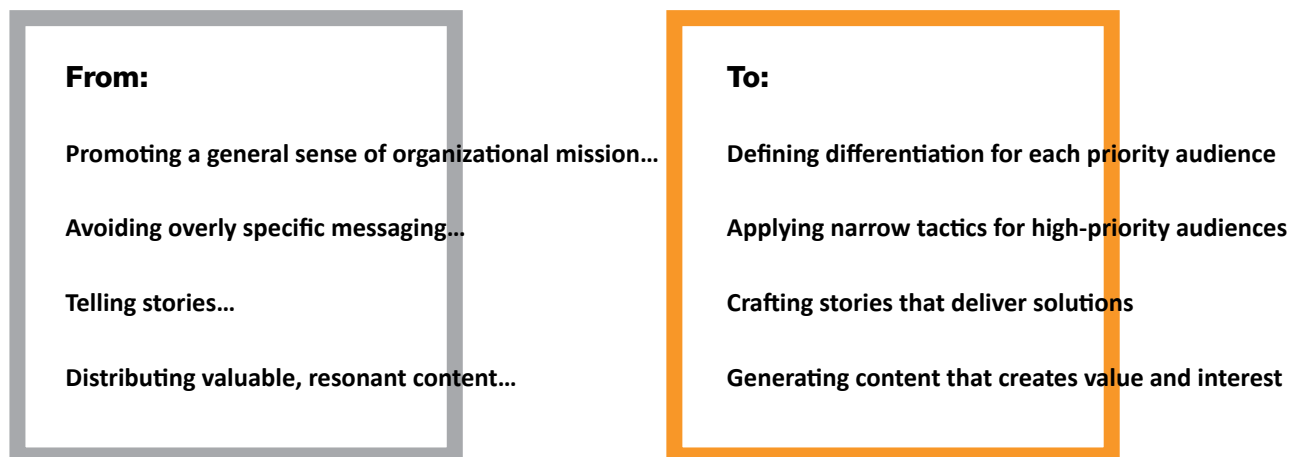 From:
Promoting a general sense of organizational mission…
Avoiding overly specific messaging…
Telling stories…
Distributing valuable, resonant content…
To:
Defining differentiation for each priority audience
Applying narrow tactics for high-priority audiences
Crafting stories that deliver solutions
Generating content that creates value and interest